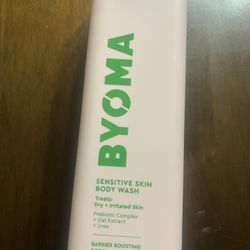 BYOMA
SENSITIVE SKIN
BODY WASH
Treats:
Dry + Irritated Skin
Prebiotic Complex
+ Oat Extract
+ Urea
BARRIER BOOSTING